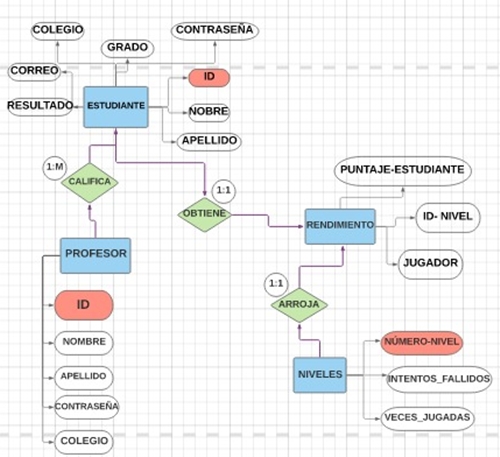 COLEGIO
CONTRASEÑA
GRADO
CORREO
ID
RESULTADO
ESTUDIANTE
NOBRE
APELLIDO
1:M
CALIFICA
1:1
OBTIENE
PUNTAJE-ESTUDIANTE
RENDIMIENTO
ID- NIVEL
JUGADOR
PROFESOR
ID
NOMBRE
APELLIDO
CONTRASEÑA
COLEGIO
1:1
ARROJA
NIVELES
NÚMERO-NIVEL
INTENTOS_FALLIDOS
VECES_JUGADAS